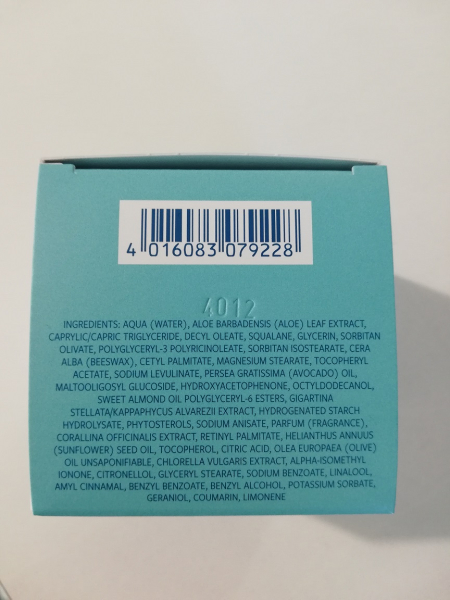 4 016083 079228
4012
INGREDIENTS: AQUA (WATER), ALOE BARBADENSIS (ALOE) LEAF EXTRACT,
CAPRYLIC/CAPRIC TRIGLYCERIDE, DECYL OLEATE, SQUALANE, GLYCERIN, SORBITAN
OLIVATE, POLYGLYCERYL-3 POLYRICINOLEATE, SORBITAN ISOSTEARATE, CERA
ALBA (BEESWAX), CETYL PALMITATE, MAGNESIUM STEARATE, TOCOPHERYL
ACETATE, SODIUM LEVULINATE, PERSEA GRATISSIMA (AVOCADO) OIL,
MALTOOLIGOSYL GLUCOSIDE, HYDROXYACETOPHENONE, OCTYLDODECANOL,
SWEET ALMOND OIL POLYGLYCERYL-6 ESTERS, GIGARTINA
STELLATA/KAPPAPHYCUS ALVAREZII EXTRACT, HYDROGENATED STARCH
HYDROLYSATE, PHYTOSTEROLS, SODIUM ANISATE, PARFUM (FRAGRANCE),
CORALLINA OFFICINALIS EXTRACT, RETINYL PALMITATE, HELIANTHUS ANNUUS
(SUNFLOWER) SEED OIL, TOCOPHEROL, CITRIC ACID, OLEA EUROPAEA (OLIVE)
OIL UNSAPONIFIABLE, CHLORELLA VULGARIS EXTRACT, ALPHA-ISOMETHYL
IONONE, CITRONELLOL, GLYCERYL STEARATE, SODIUM BENZOATE, LINALOOL,
AMYL CINNAMAL, BENZYL BENZOATE, BENZYL ALCOHOL, POTASSIUM SORBATE,
GERANIOL, COUMARIN, LIMONENE